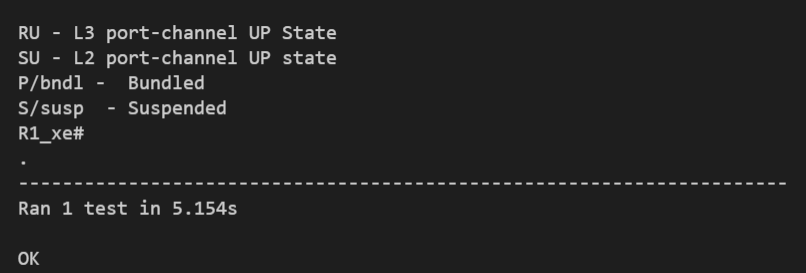 RU - L3 port-channel UP State
SU - L2 port-channel UP state
P/bndl -  Bundled
S/susp  - Suspended
R1_xe#
.
----------------------------------------------------------------------
Ran 1 test in 5.154s
OK